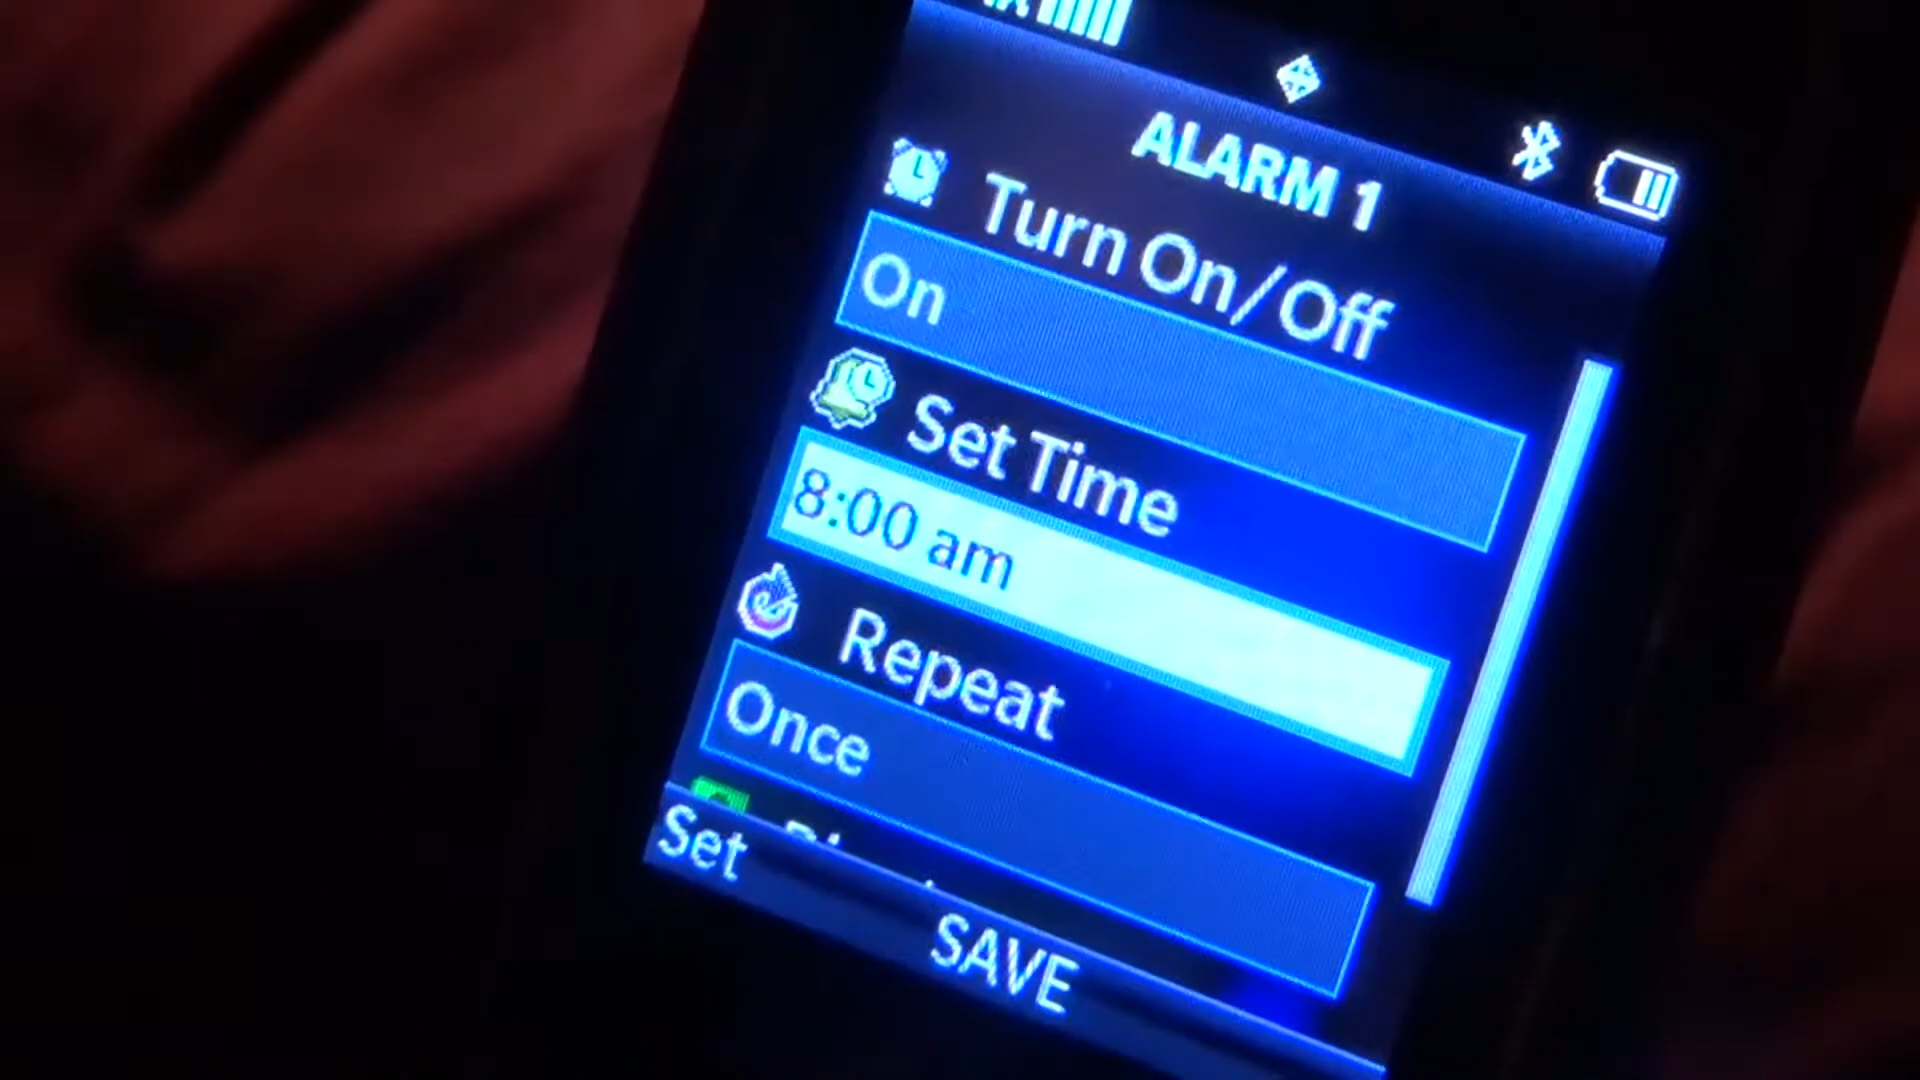 ALARM 1
Turn On/Off
On
Set Time
8:00 am
Repeat
Once
Set
SAVE